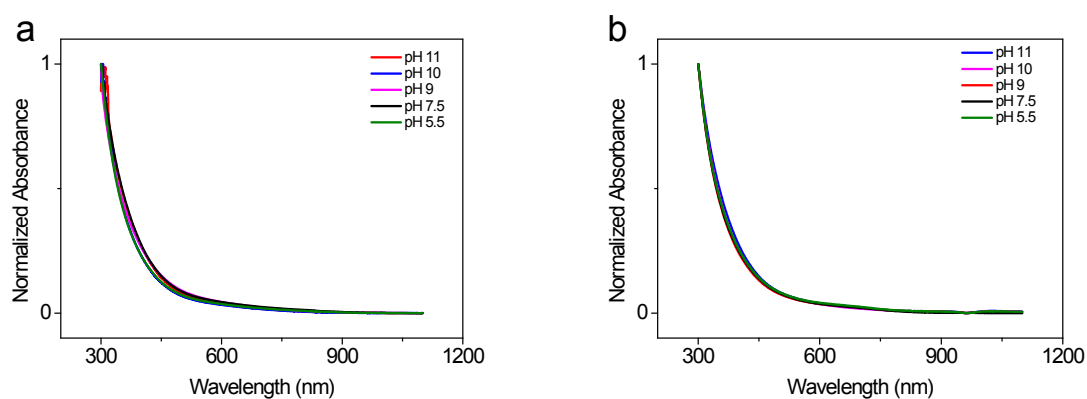 a
1
0
Normalized Absorbance
300
600
900
1200
Wavelength (nm)
pH 11
pH 10
pH 9
pH 7.5
pH 5.5
b
1
0
Normalized Absorbance
300
600
900
1200
Wavelength (nm)
pH 11
pH 10
pH 9
pH 7.5
pH 5.5